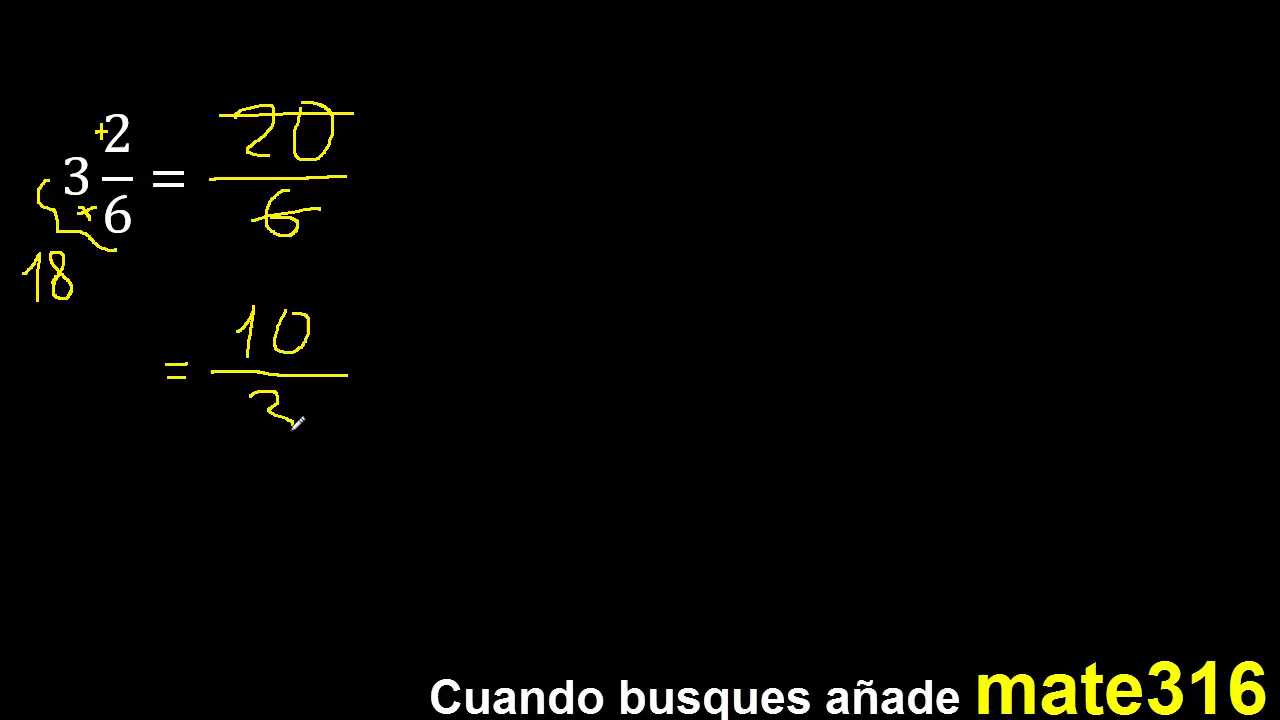 3 +2/×6 = 20/6
18
= 10/3
Cuando busques añade mate316